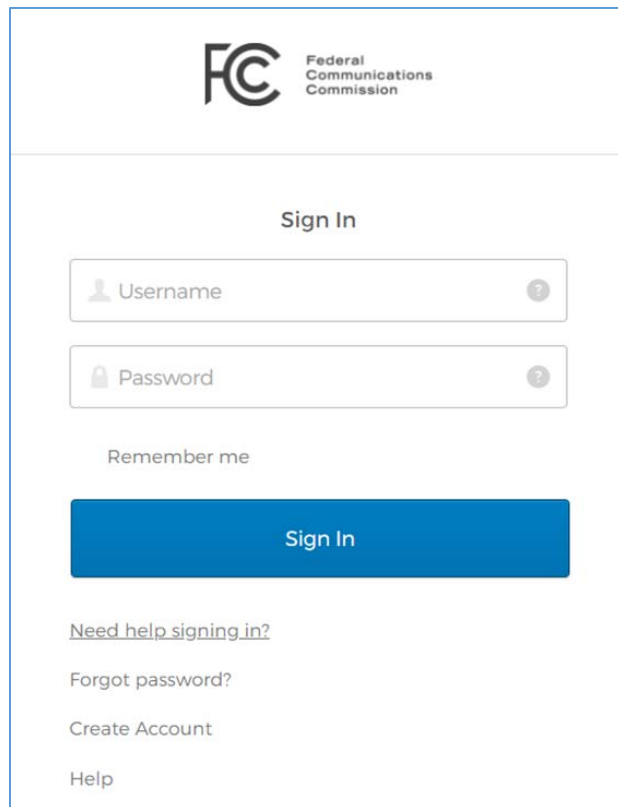 FCC
Federal
Communications
Commission
Sign In
Username ?
Password ?
Remember me
Sign In
Need help signing in?
Forgot password?
Create Account
Help